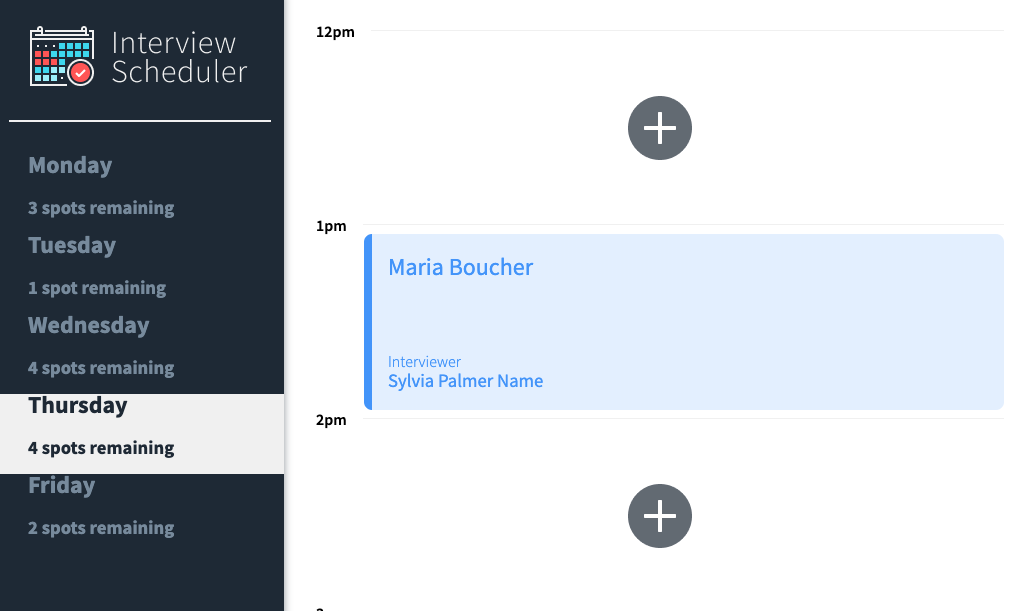 Interview
Scheduler
Monday
3 spots remaining
Tuesday
1 spot remaining
Wednesday
4 spots remaining
Thursday
4 spots remaining
Friday
2 spots remaining
12pm
1pm
Maria Boucher
Interviewer
Sylvia Palmer Name
2pm